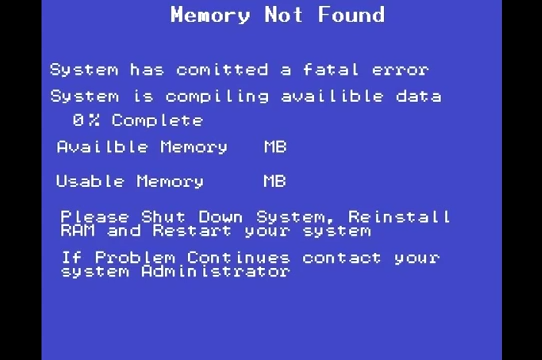 Memory Not Found
System has comitted a fatal error
System is compiling availible data
0% Complete
Availble Memory MB
Usable Memory MB
Please Shut Down System, Reinstall
RAM and Restart your system
If Problem Continues contact your
system Administrator